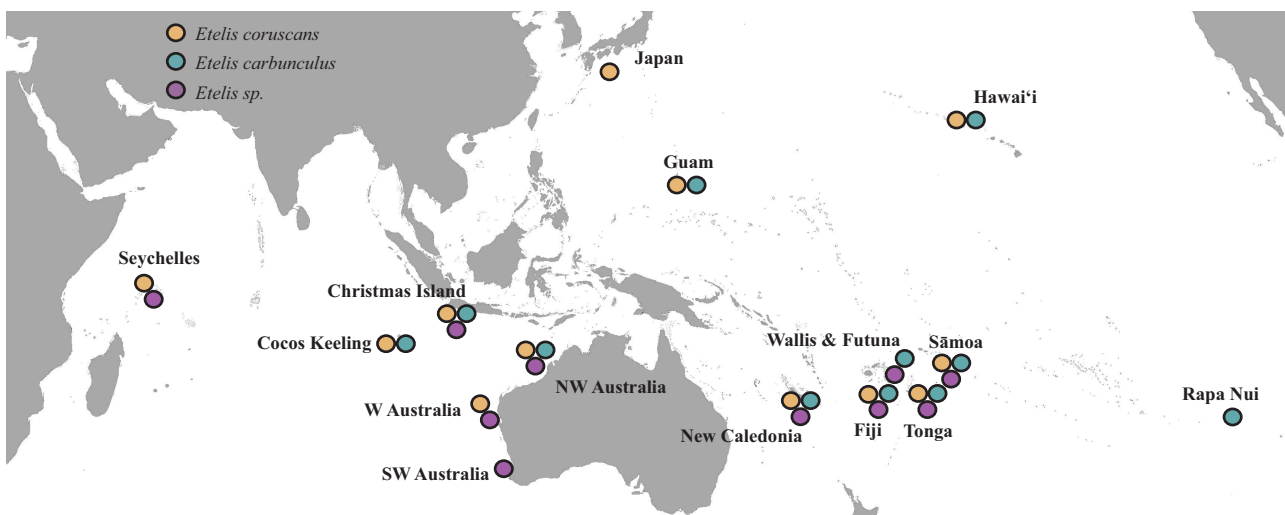 Etelis coruscans
Etelis carbunculus
Etelis sp.
Japan
Hawai‘i
Guam
Seychelles
Christmas Island
Cocos Keeling
Wallis & Futuna
Sāmoa
NW Australia
W Australia
Rapa Nui
New Caledonia
Fiji
Tonga
SW Australia